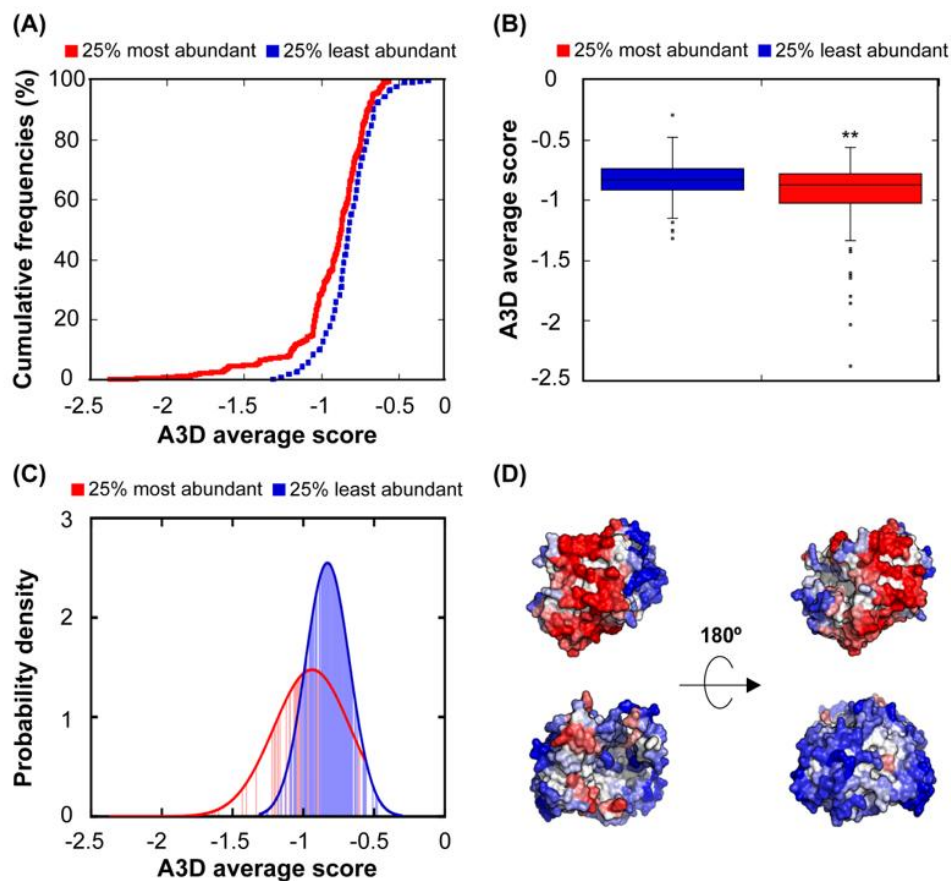 (A)
25% most abundant 25% least abundant
Cumulative frequencies (%)
100
80
60
40
20
0
-2.5 -2 -1.5 -1 -0.5 0
A3D average score
(B)
25% most abundant 25% least abundant
A3D average score
0
-0.5
-1
-1.5
-2
-2.5
**
(C)
25% most abundant 25% least abundant
Probability density
3
2
1
0
-2.5 -2 -1.5 -1 -0.5 0
A3D average score
(D)
180º